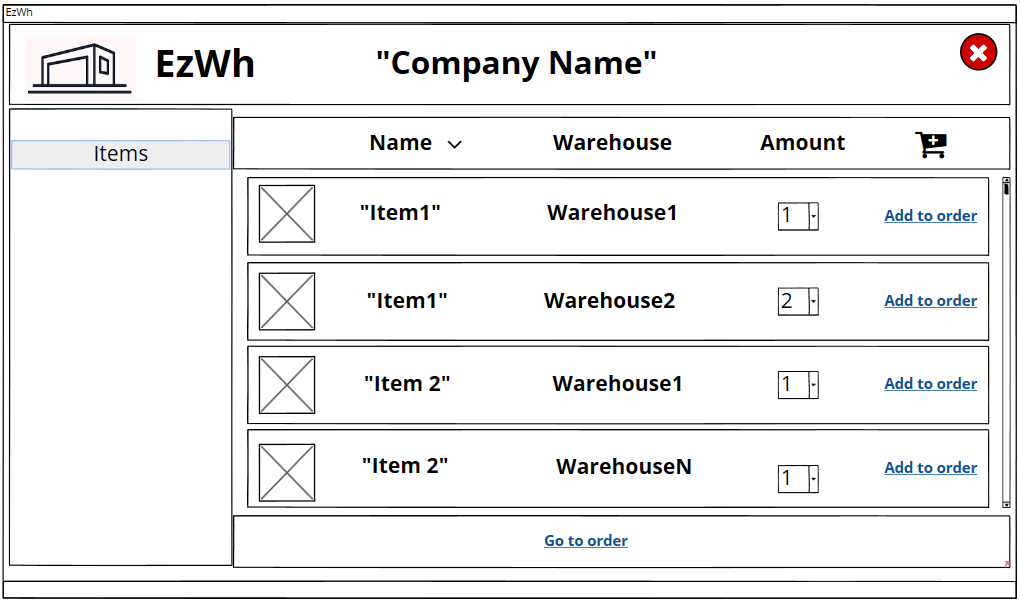 EzWh
EzWh "Company Name"
Items
Name Warehouse Amount
"Item1" Warehouse1 1 Add to order
"Item1" Warehouse2 2 Add to order
"Item 2" Warehouse1 1 Add to order
"Item 2" WarehouseN 1 Add to order
Go to order